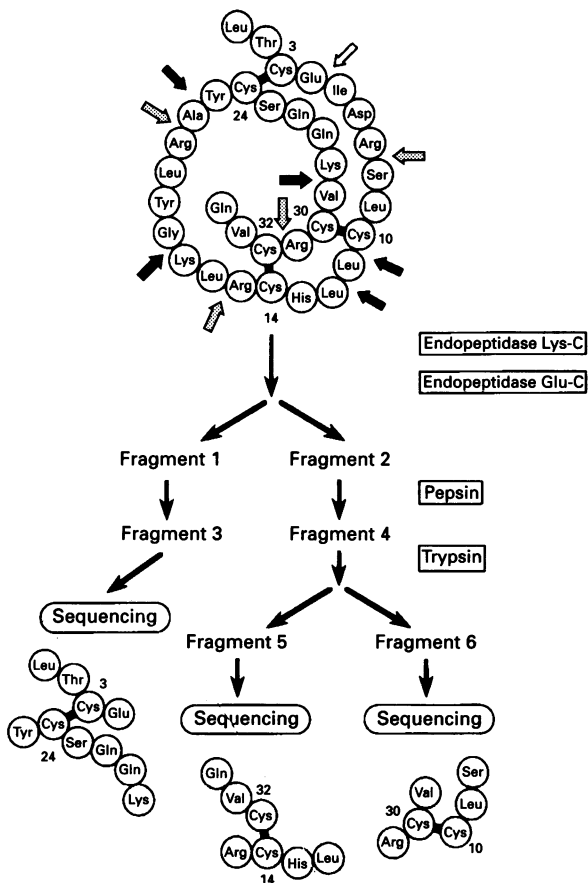 Leu Thr Cys Glu Ile Asp Arg Ser Leu Cys Leu Leu His Cys Arg Leu Lys Gly Tyr Leu Arg Ala Tyr Cys Ser Gln Gln Lys Val Cys Arg Cys Val Gln
3
24
30
32
10
14
Endopeptidase Lys-C
Endopeptidase Glu-C
Fragment 1
Fragment 2
Pepsin
Fragment 3
Fragment 4
Trypsin
Sequencing
Fragment 5
Fragment 6
Sequencing
Sequencing
Leu Thr Cys Glu
3
Tyr Cys Ser Gln Gln Lys
24
Gln Val Cys
32
Arg Cys His Leu
14
Val Cys Arg
30
Ser Leu Cys
10